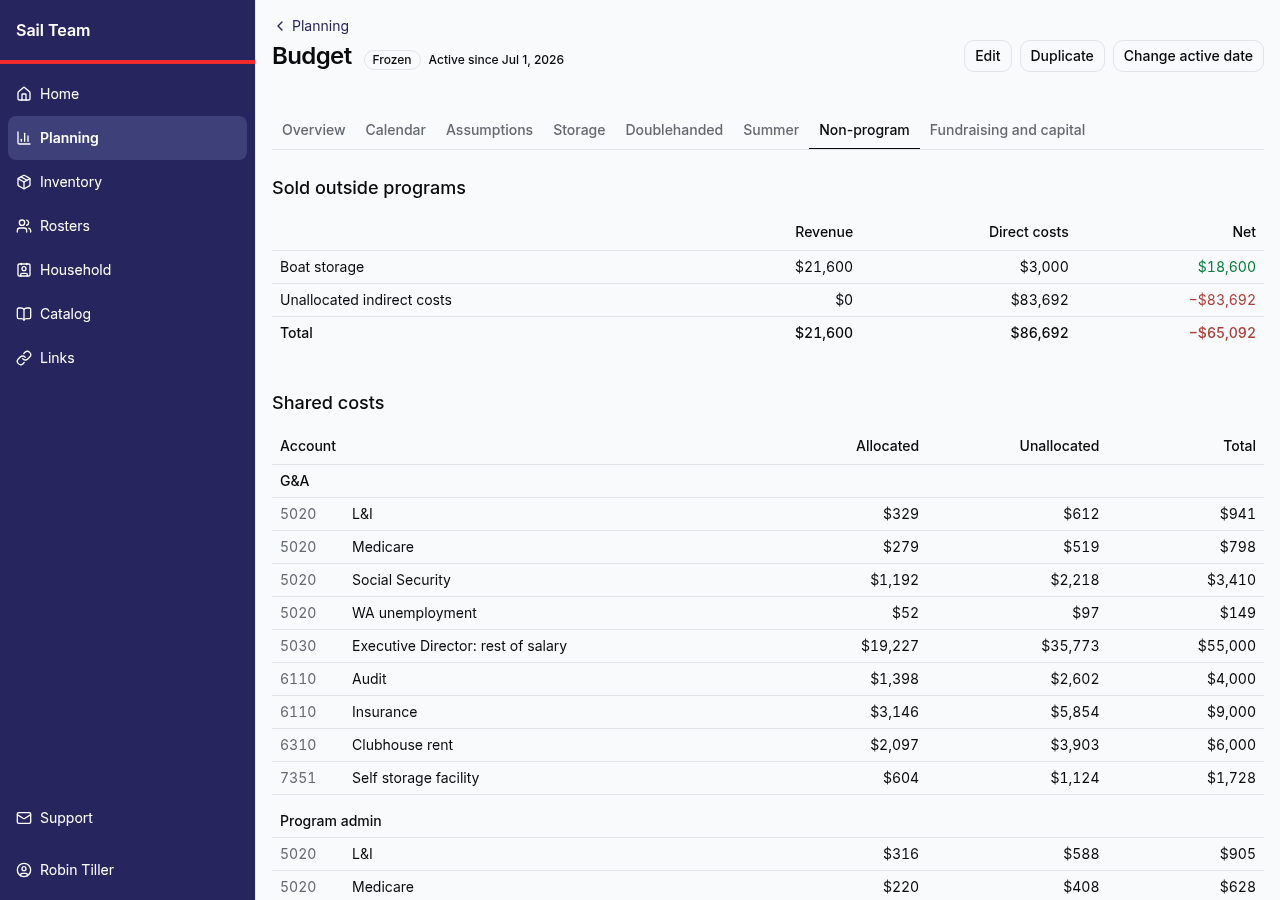 Sail Team
Home
Planning
Inventory
Rosters
Household
Catalog
Links
Support
Robin Tiller
Planning
Budget Frozen Active since Jul 1, 2026
Edit Duplicate Change active date
Overview Calendar Assumptions Storage Doublehanded Summer Non-program Fundraising and capital
Sold outside programs
Revenue Direct costs Net
Boat storage $21,600 $3,000 $18,600
Unallocated indirect costs $0 $83,692 −$83,692
Total $21,600 $86,692 −$65,092
Shared costs
Account Allocated Unallocated Total
G&A
5020 L&I $329 $612 $941
5020 Medicare $279 $519 $798
5020 Social Security $1,192 $2,218 $3,410
5020 WA unemployment $52 $97 $149
5030 Executive Director: rest of salary $19,227 $35,773 $55,000
6110 Audit $1,398 $2,602 $4,000
6110 Insurance $3,146 $5,854 $9,000
6310 Clubhouse rent $2,097 $3,903 $6,000
7351 Self storage facility $604 $1,124 $1,728
Program admin
5020 L&I $316 $588 $905
5020 Medicare $220 $408 $628